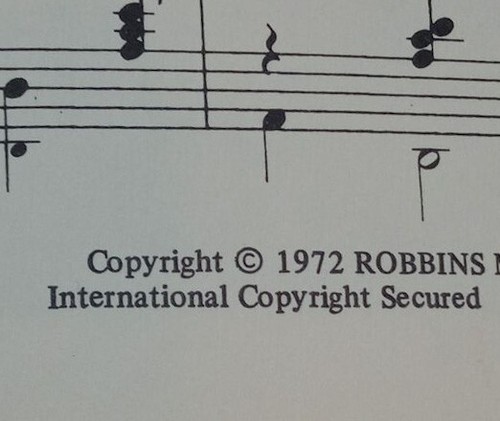 Copyright © 1972 ROBBINS
International Copyright Secured